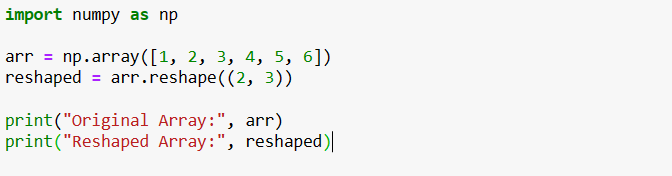 import numpy as np
arr = np.array([1, 2, 3, 4, 5, 6])
reshaped = arr.reshape((2, 3))
print("Original Array:", arr)
print("Reshaped Array:", reshaped)